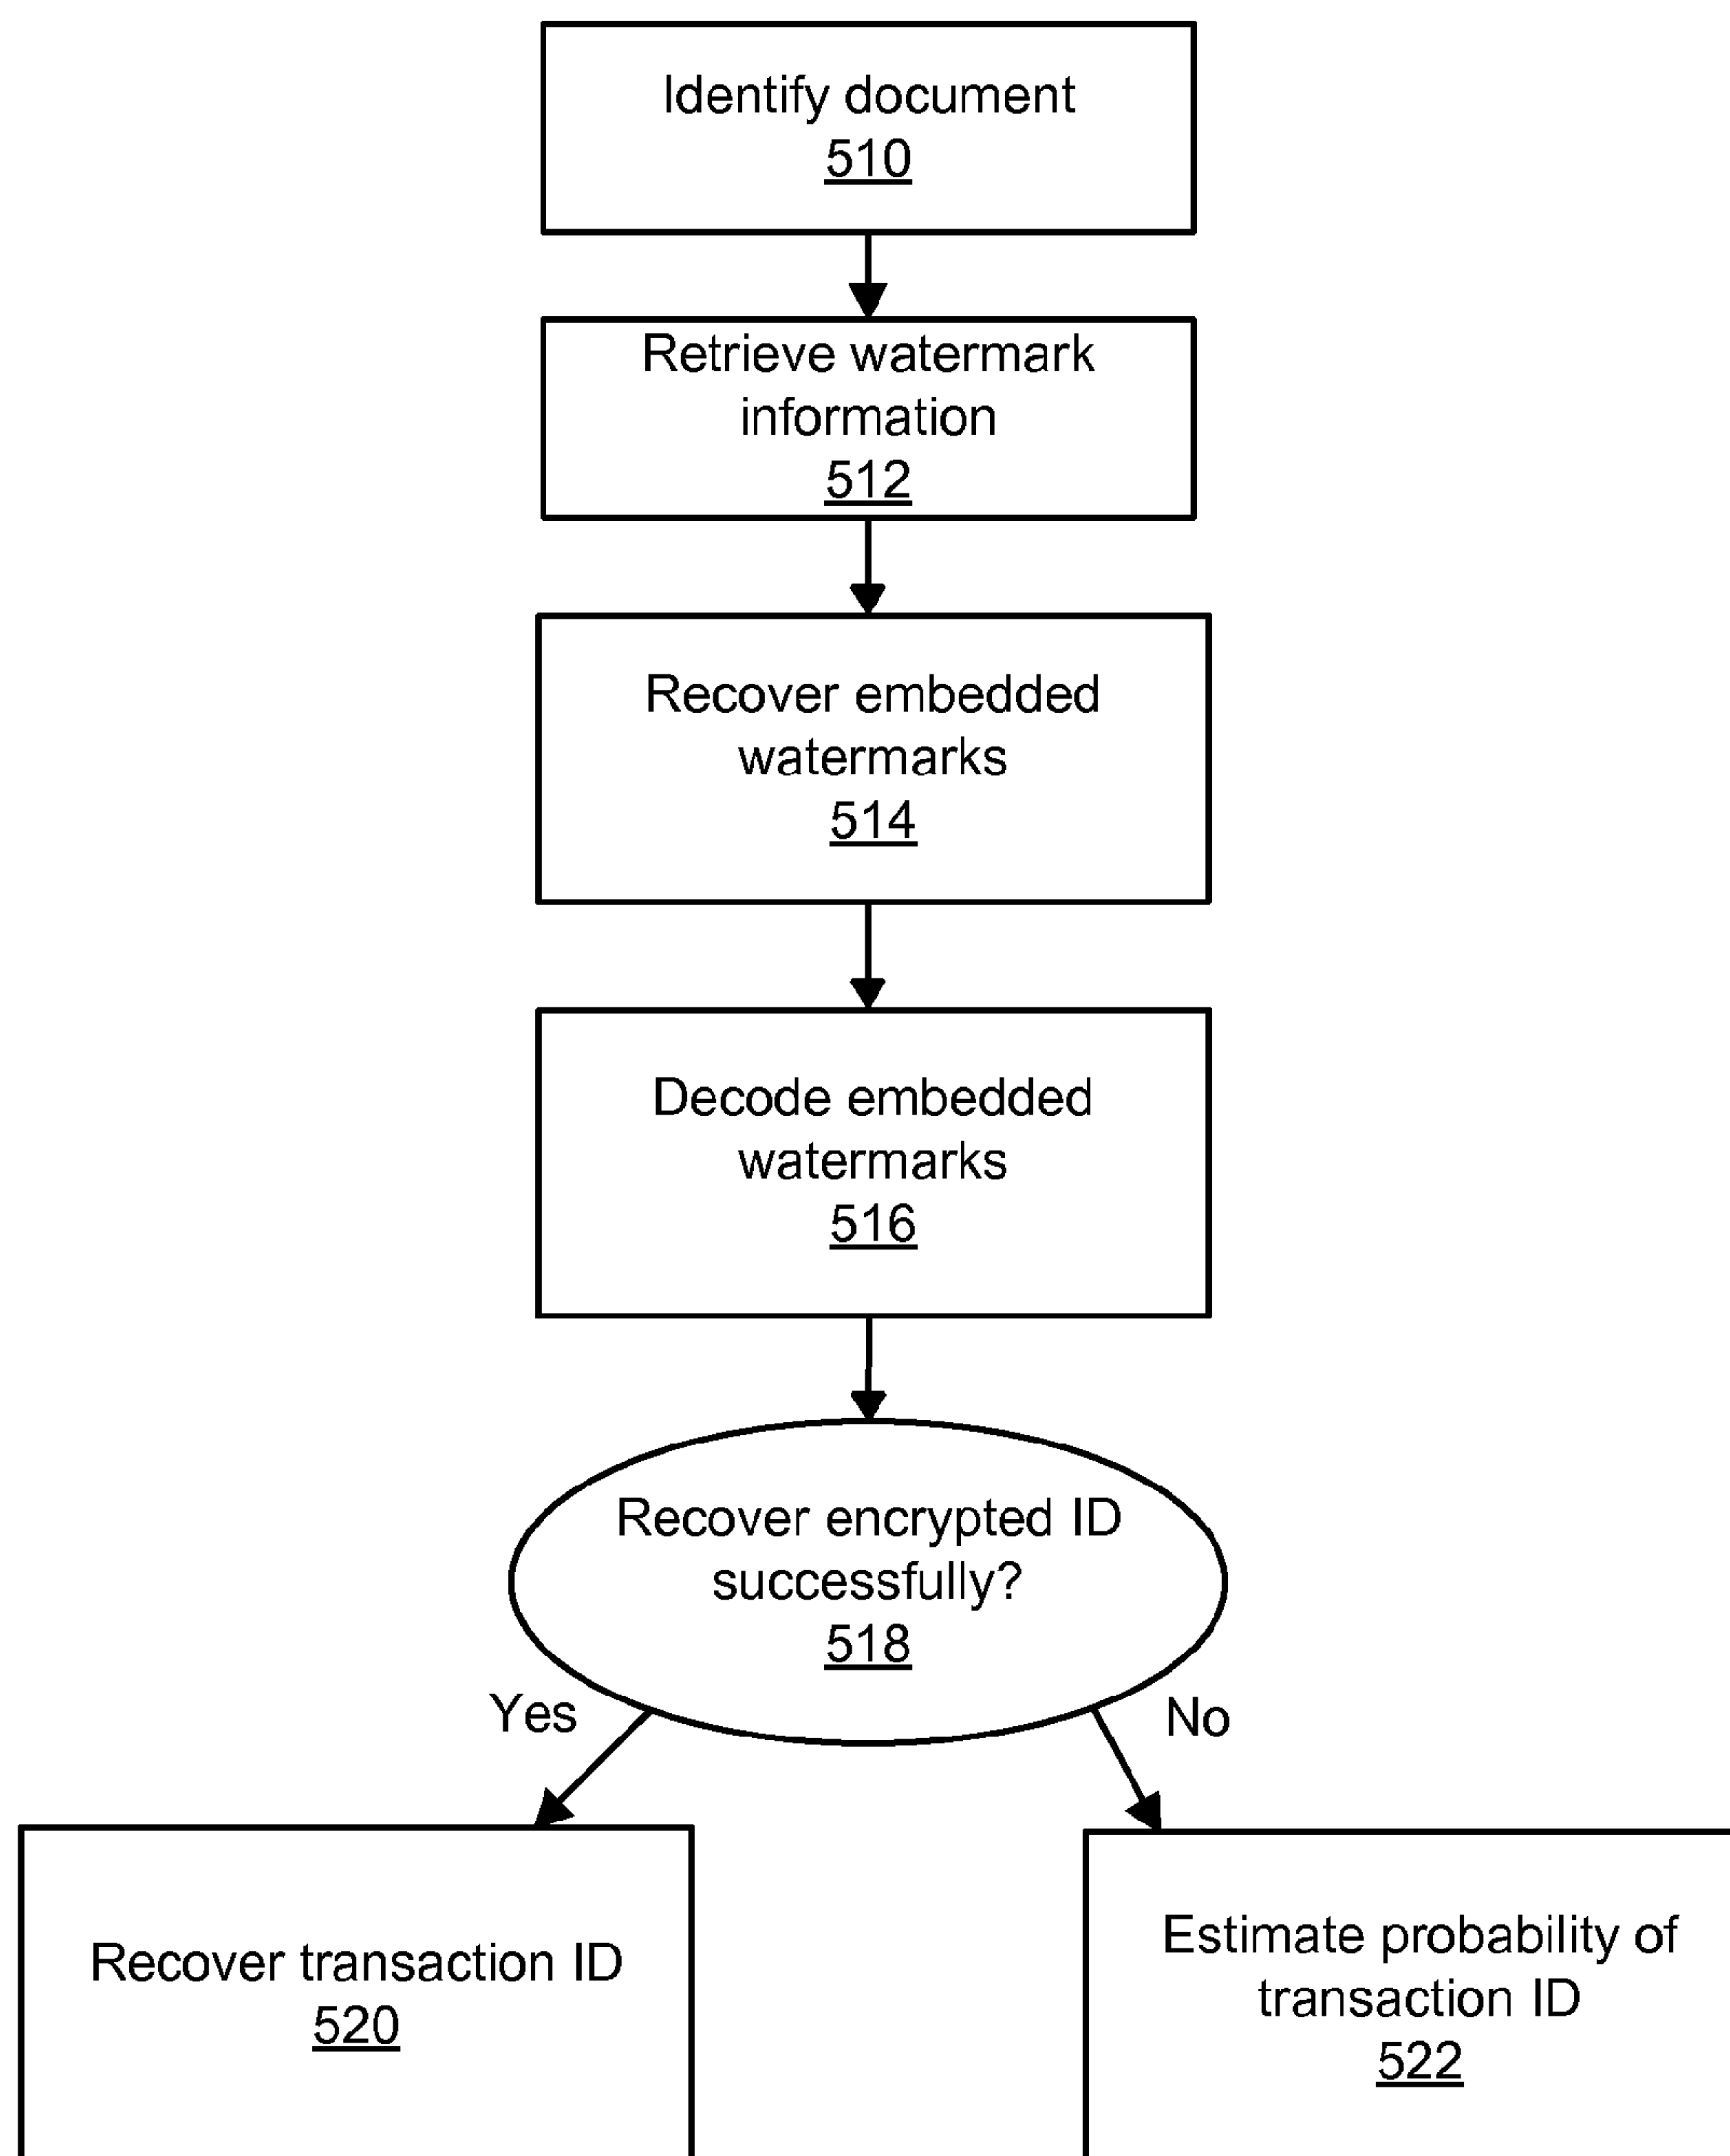 Identify document
510
Retrieve watermark
information
512
Recover embedded
watermarks
514
Decode embedded
watermarks
516
Recover encrypted ID
successfully?
518
Yes
No
Recover transaction ID
520
Estimate probability of
transaction ID
522